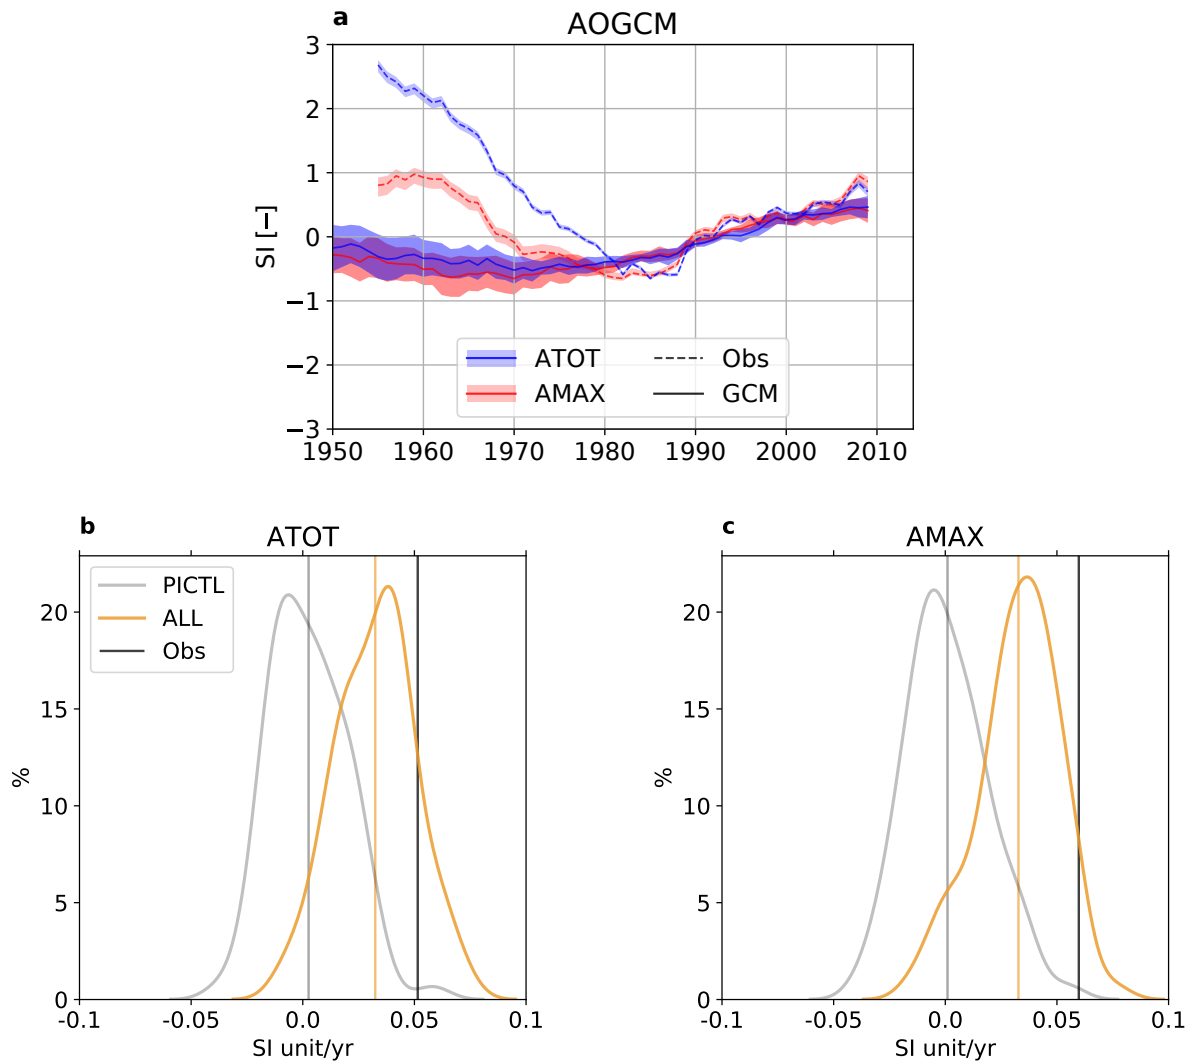 a
AOGCM
3
2
1
0
−1
−2
−3
SI [−]
ATOT
AMAX
Obs
GCM
1950 1960 1970 1980 1990 2000 2010
b
ATOT
PICTL
ALL
Obs
20
15
10
5
0
%
-0.1 -0.05 0.0 0.05 0.1
SI unit/yr
c
AMAX
20
15
10
5
0
%
-0.1 -0.05 0.0 0.05 0.1
SI unit/yr